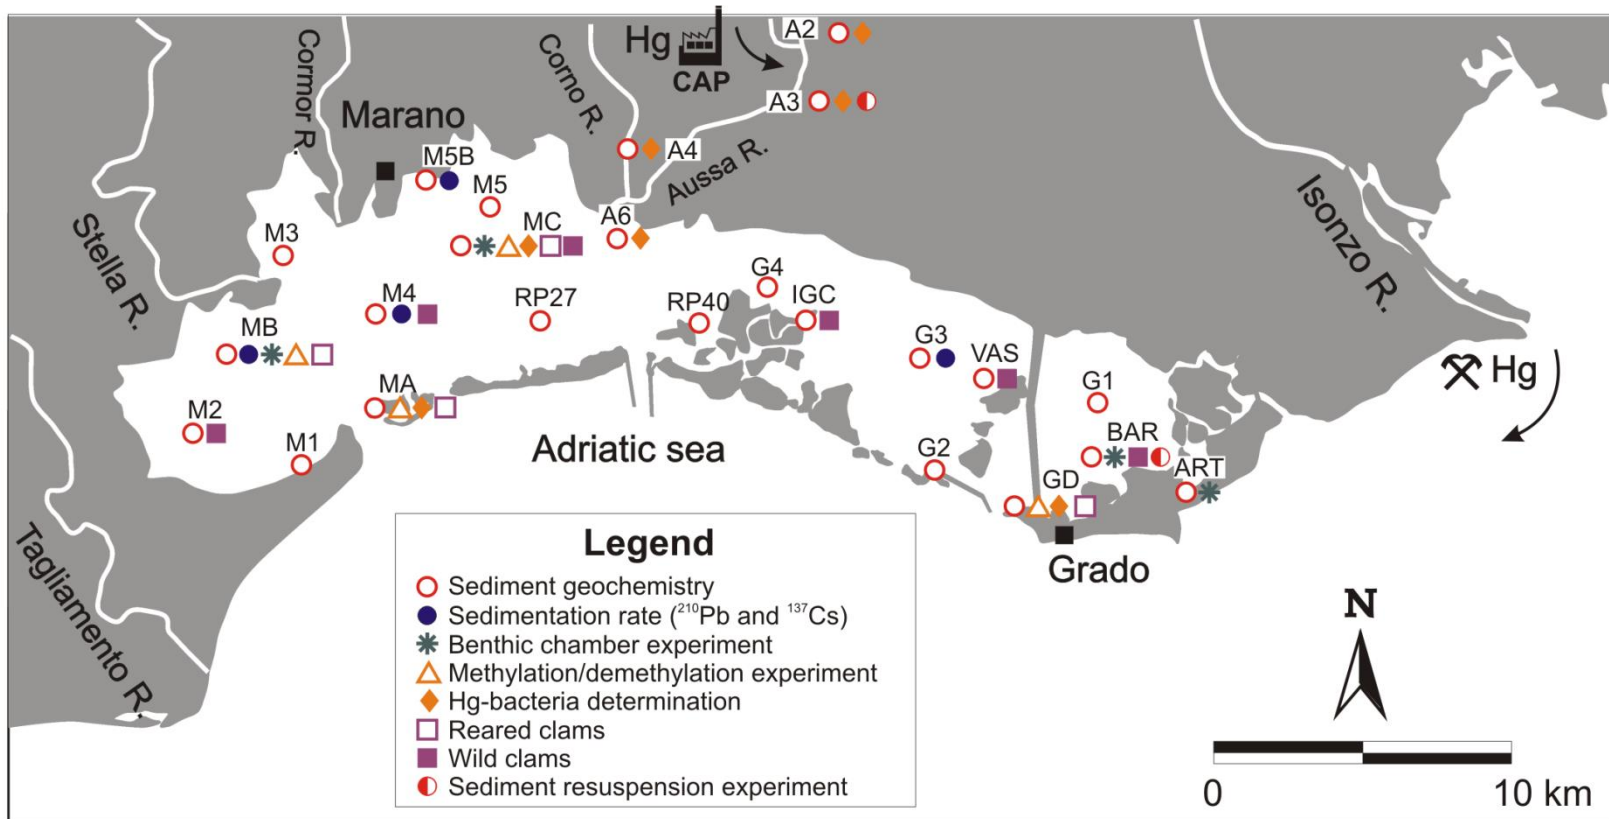 A2
Hg
CAP
Cormor R.
Corno R.
A3
Marano
A4
M5B
Aussa R.
M5
Isonzo R.
Stella R.
A6
MC
M3
G4
M4
RP27
RP40
IGC
MB
G3
VAS
Hg
MA
G1
M2
BAR
M1
Adriatic sea
G2
ART
GD
Tagliamento R.
Grado
Legend
Sediment geochemistry
Sedimentation rate (²¹⁰Pb and ¹³⁷Cs)
Benthic chamber experiment
Methylation/demethylation experiment
Hg-bacteria determination
Reared clams
Wild clams
Sediment resuspension experiment
N
0 10 km